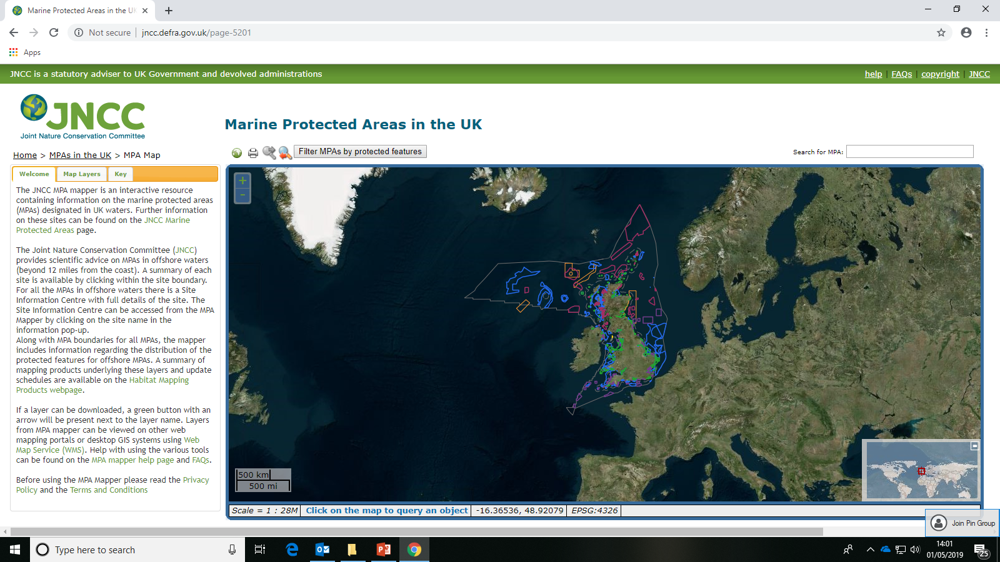 Marine Protected Areas in the UK
Not secure
jncc.defra.gov.uk/page-5201
Apps
JNCC is a statutory adviser to UK Government and devolved administrations
help | FAQs | copyright | JNCC
JNCC
Joint Nature Conservation Committee
Marine Protected Areas in the UK
Home > MPAs in the UK > MPA Map
Filter MPAs by protected features
Search for MPA:
Welcome
Map Layers
Key
The JNCC MPA mapper is an interactive resource
containing information on the marine protected areas
(MPAs) designated in UK waters. Further information
on these sites can be found on the JNCC Marine
Protected Areas page.
The Joint Nature Conservation Committee (JNCC)
provides scientific advice on MPAs in offshore waters
(beyond 12 miles from the coast). A summary of each
site is available by clicking within the site boundary.
For all the MPAs in offshore waters there is a Site
Information Centre with full details of the site. The
Site Information Centre can be accessed from the MPA
Mapper by clicking on the site name in the
information pop-up.
Along with MPA boundaries for all MPAs, the mapper
includes information regarding the distribution of the
protected features for offshore MPAs. A summary of
mapping products underlying these layers and update
schedules are available on the Habitat Mapping
Products webpage.
If a layer can be downloaded, a green button with an
arrow will be present next to the layer name. Layers
from MPA mapper can be viewed on other web
mapping portals or desktop GIS systems using Web
Map Service (WMS). Help with using the various tools
can be found on the MPA mapper help page and FAQs.
Before using the MPA Mapper please read the Privacy
Policy and the Terms and Conditions
+
-
500 km
500 mi
Scale = 1 : 28M
Click on the map to query an object
-16.36536, 48.92079
EPSG:4326
Join Pin Group
Type here to search
14:01
01/05/2019
25